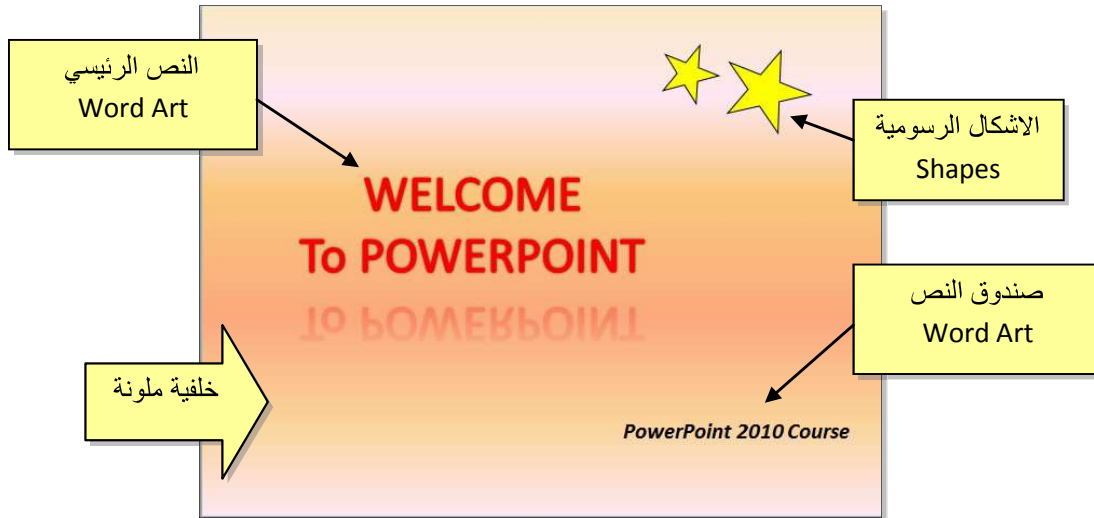 النص الرئيسي
Word Art
الاشكال الرسومية
Shapes
WELCOME
To POWERPOINT
To POWERPOINT
صندوق النص
Word Art
خلفية ملونة
PowerPoint 2010 Course